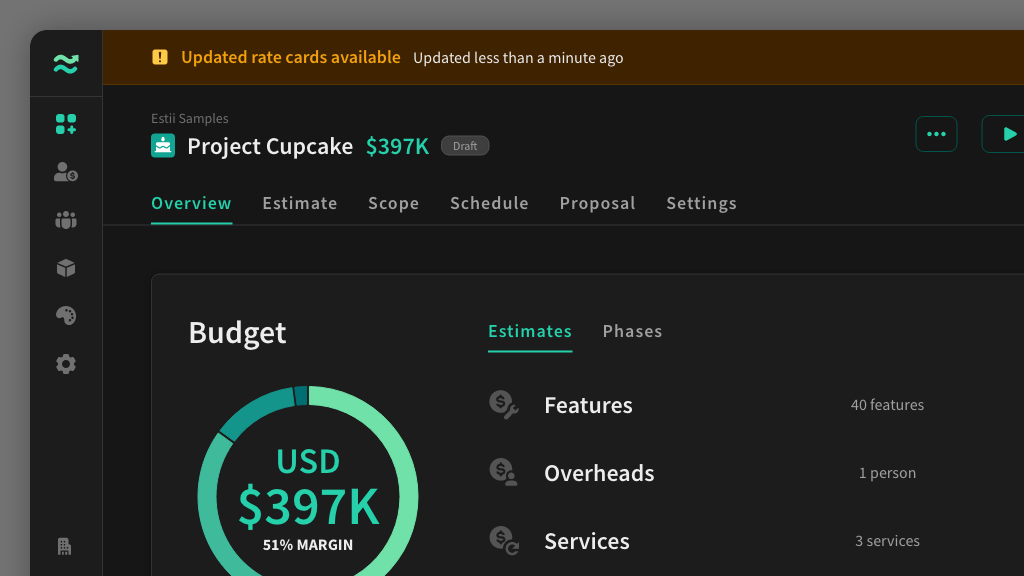 Updated rate cards available Updated less than a minute ago
Estii Samples
Project Cupcake $397K Draft
Overview Estimate Scope Schedule Proposal Settings
Budget
Estimates Phases
USD
$397K
51% MARGIN
Features 40 features
Overheads 1 person
Services 3 services